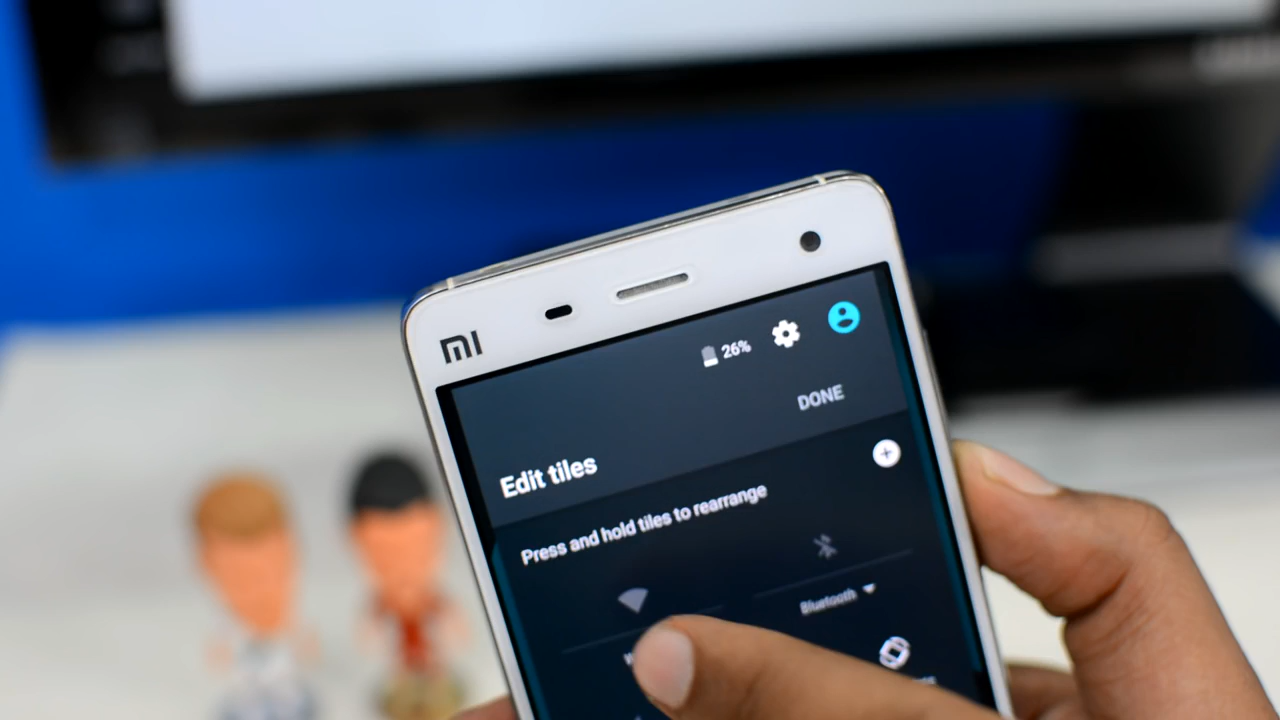 mi
26%
DONE
Edit tiles
Press and hold tiles to rearrange
Bluetooth